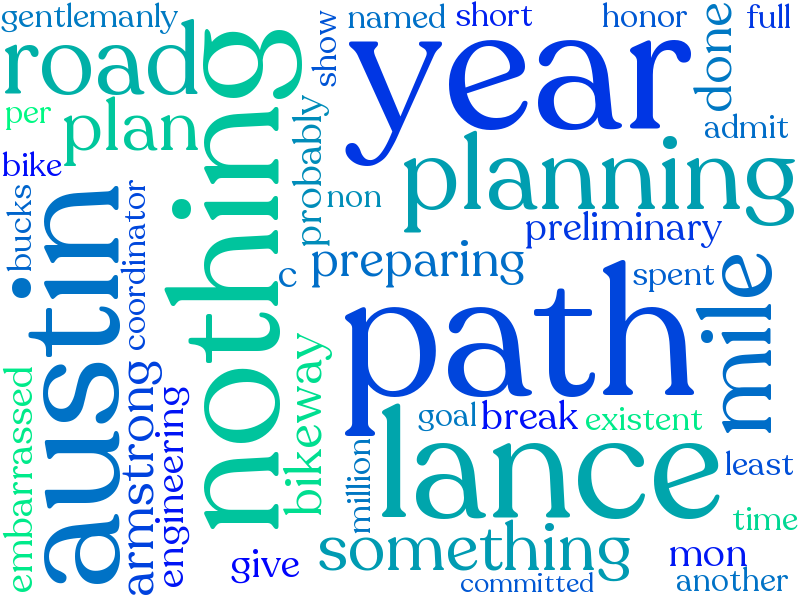 gentlemanly
named
short
honor
full
road
nothing
show
year
done
per
plan
admit
bike
probably
planning
non
bucks
austin
coordinator
preliminary
c
preparing
spent
mile
path
embarrassed
armstrong
engineering
bikeway
million
goal
break
existent
lance
least
time
something
give
mon
committed
another